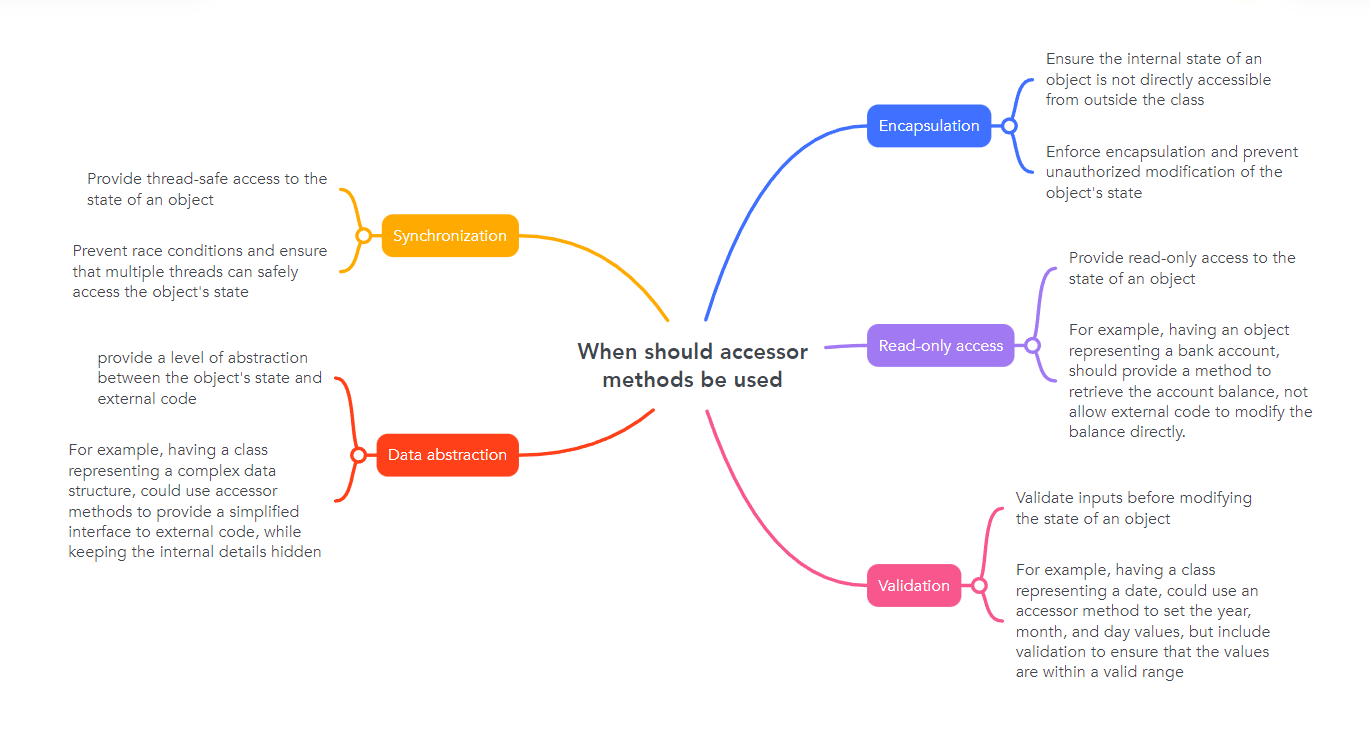 When should accessor
methods be used
Encapsulation
Ensure the internal state of an
object is not directly accessible
from outside the class
Enforce encapsulation and prevent
unauthorized modification of the
object's state
Read-only access
Provide read-only access to the
state of an object
For example, having an object
representing a bank account,
should provide a method to
retrieve the account balance, not
allow external code to modify the
balance directly.
Validation
Validate inputs before modifying
the state of an object
For example, having a class
representing a date, could use an
accessor method to set the year,
month, and day values, but include
validation to ensure that the values
are within a valid range
Synchronization
Provide thread-safe access to the
state of an object
Prevent race conditions and ensure
that multiple threads can safely
access the object's state
Data abstraction
provide a level of abstraction
between the object's state and
external code
For example, having a class
representing a complex data
structure, could use accessor
methods to provide a simplified
interface to external code, while
keeping the internal details hidden